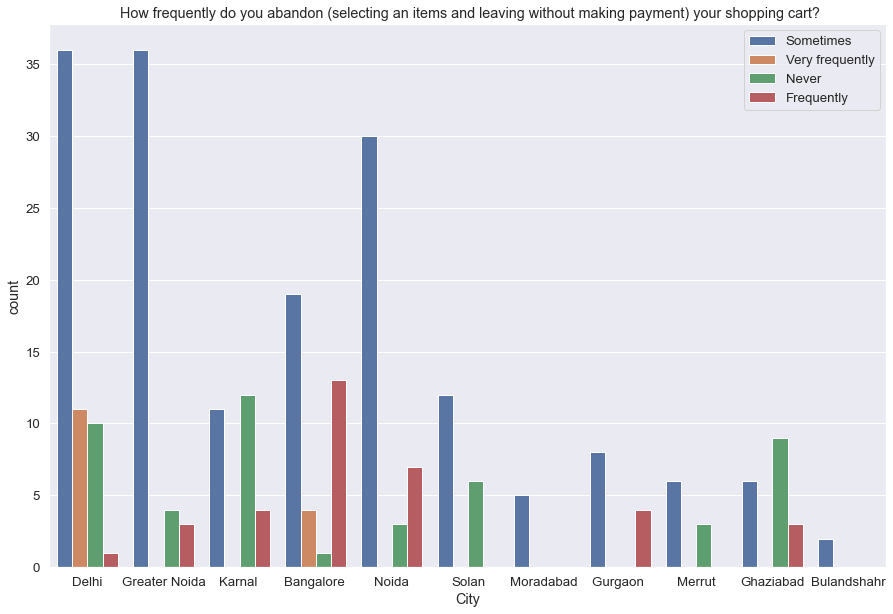 How frequently do you abandon (selecting an items and leaving without making payment) your shopping cart?
Sometimes
Very frequently
Never
Frequently
count
35
30
25
20
15
10
5
0
Delhi Greater Noida Karnal Bangalore Noida Solan Moradabad Gurgaon Merrut Ghaziabad Bulandshahr
City